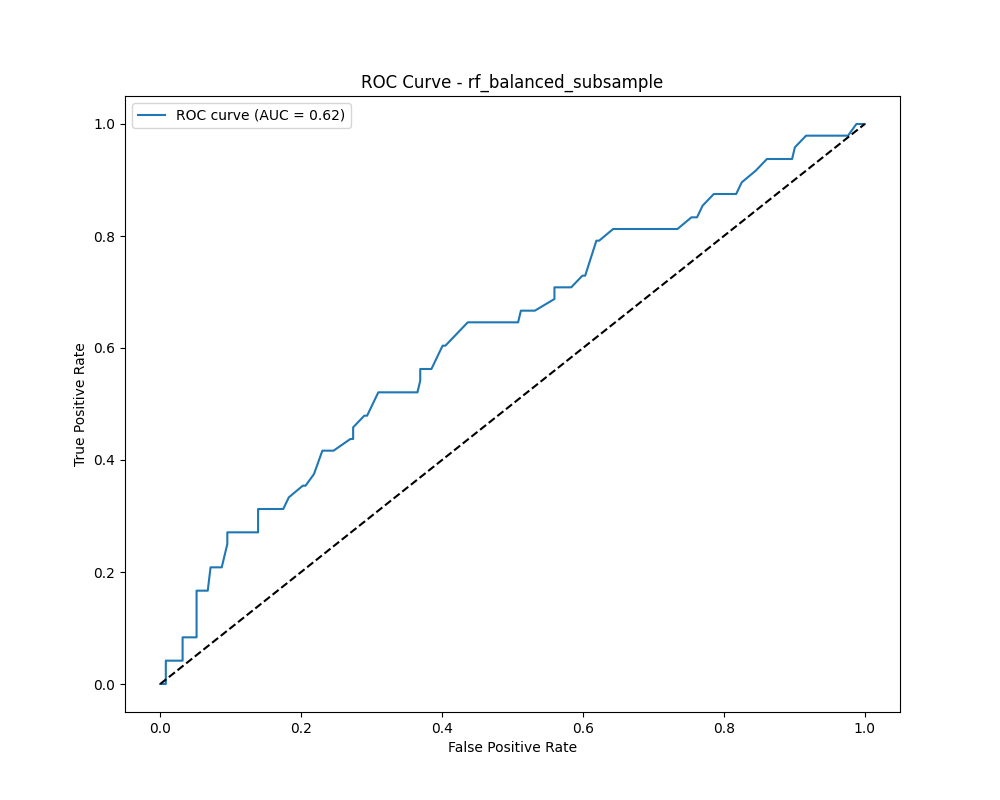 ROC Curve - rf_balanced_subsample
ROC curve (AUC = 0.62)
True Positive Rate
1.0
0.8
0.6
0.4
0.2
0.0
0.0 0.2 0.4 0.6 0.8 1.0
False Positive Rate